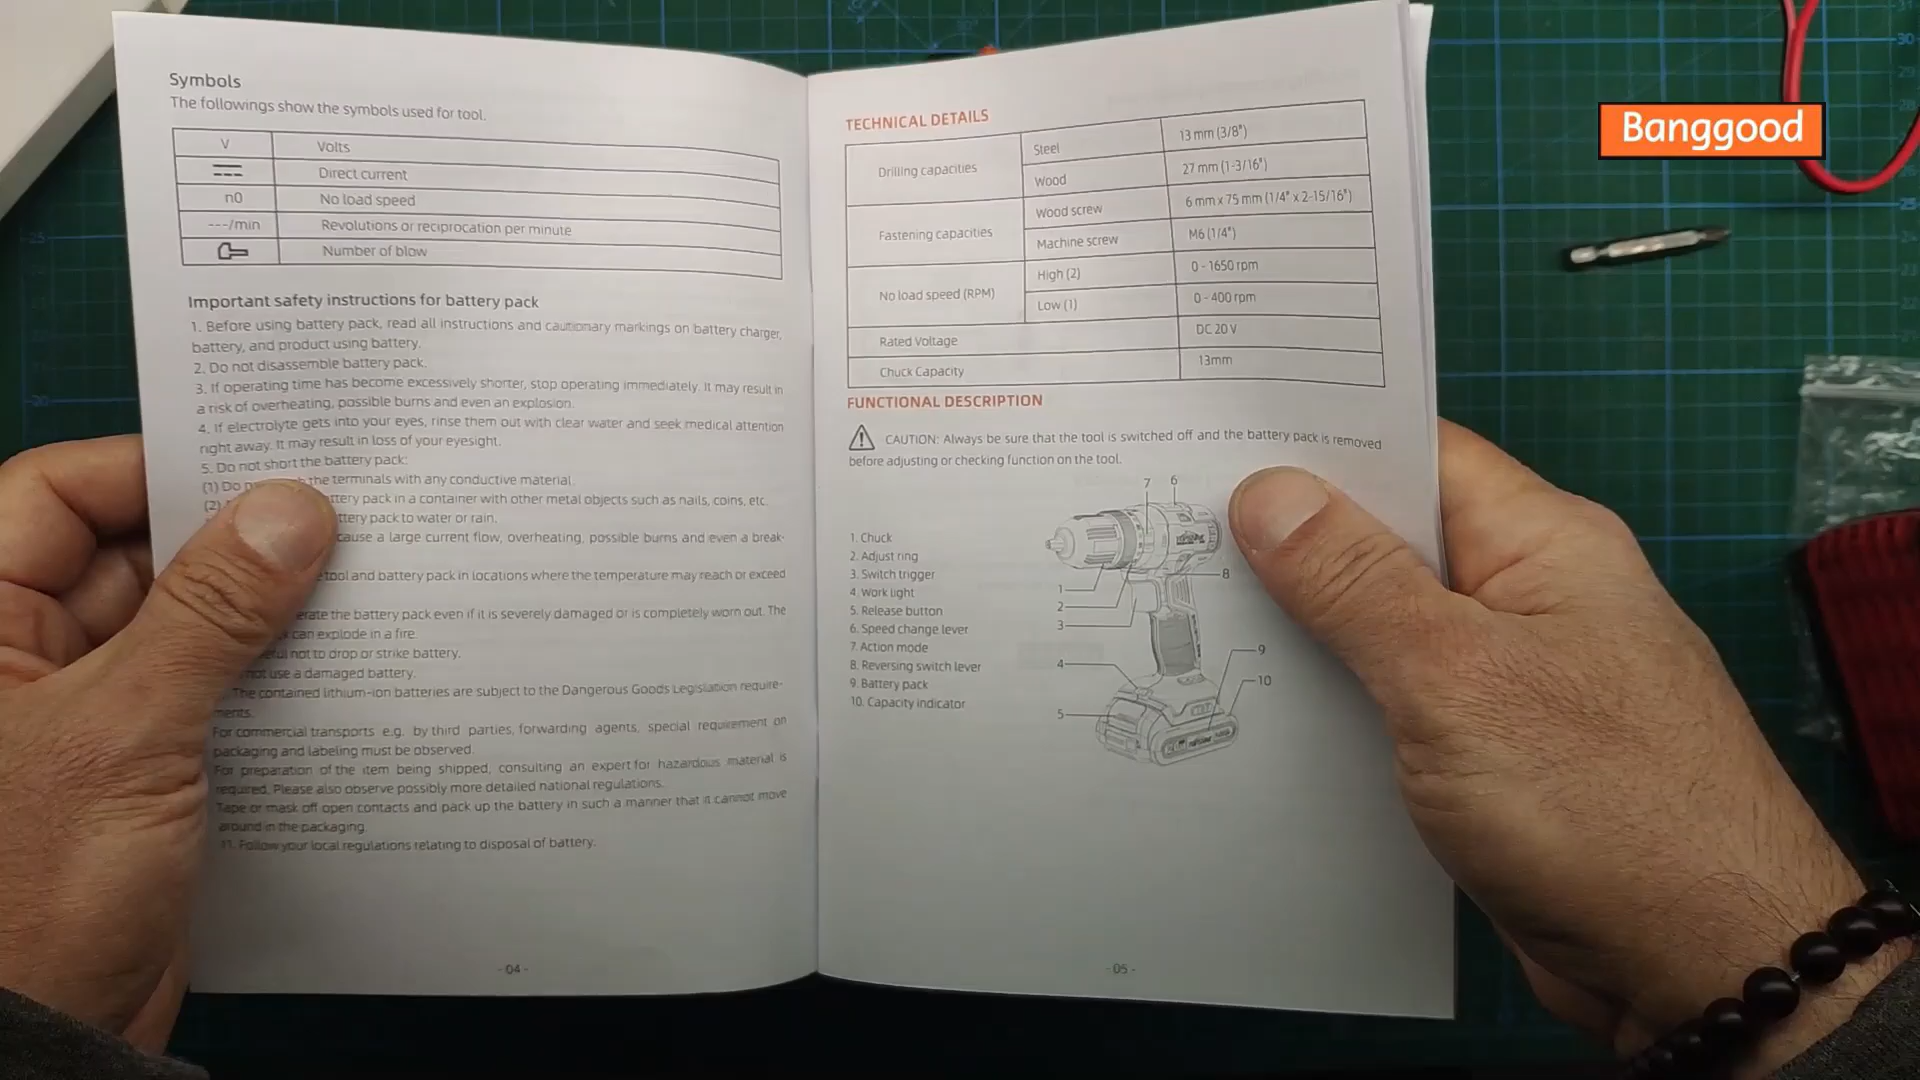 Symbols
The followings show the symbols used for tool.
V Volts
Direct current
n0 No load speed
---/min Revolutions or reciprocation per minute
Number of blow
Important safety instructions for battery pack
1. Before using battery pack, read all instructions and cautionary markings on battery charger,
battery, and product using battery.
2. Do not disassemble battery pack.
3. If operating time has become excessively shorter, stop operating immediately. It may result in
a risk of overheating, possible burns and even an explosion.
4. If electrolyte gets into your eyes, rinse them out with clear water and seek medical attention
right away. It may result in loss of your eyesight.
5. Do not short the battery pack:
(1) Do the terminals with any conductive material.
(2) pack in a container with other metal objects such as nails, coins, etc.
pack to water or rain.
cause a large current flow, overheating, possible burns and even a break-
tool and battery pack in locations where the temperature may reach or exceed
the battery pack even if it is severely damaged or is completely worn out. The
can explode in a fire.
not to drop or strike battery.
not use a damaged battery.
The contained lithium-ion batteries are subject to the Dangerous Goods Legislation require-
ments.
For commercial transports e.g. by third parties, forwarding agents, special requirement on
packaging and labeling must be observed.
For preparation of the item being shipped, consulting an expert for hazardous material is
required. Please also observe possibly more detailed national regulations.
Tape or mask off open contacts and pack up the battery in such a manner that it cannot move
around in the packaging.
11. Follow your local regulations relating to disposal of battery.
- 04 -
TECHNICAL DETAILS
Drilling capacities Steel 13 mm (3/8")
Wood 27 mm (1-3/16")
Fastening capacities Wood screw 6 mm x 75 mm (1/4" x 2-15/16")
Machine screw M6 (1/4")
No load speed (RPM) High (2) 0 - 1650 rpm
Low (1) 0 - 400 rpm
Rated Voltage DC 20 V
Chuck Capacity 13mm
FUNCTIONAL DESCRIPTION
CAUTION: Always be sure that the tool is switched off and the battery pack is removed
before adjusting or checking function on the tool.
1. Chuck
2. Adjust ring
3. Switch trigger
4. Work light
5. Release button
6. Speed change lever
7. Action mode
8. Reversing switch lever
9. Battery pack
10. Capacity indicator
7 6
1
2
3
8
4
9
10
5
- 05 -
Banggood
30